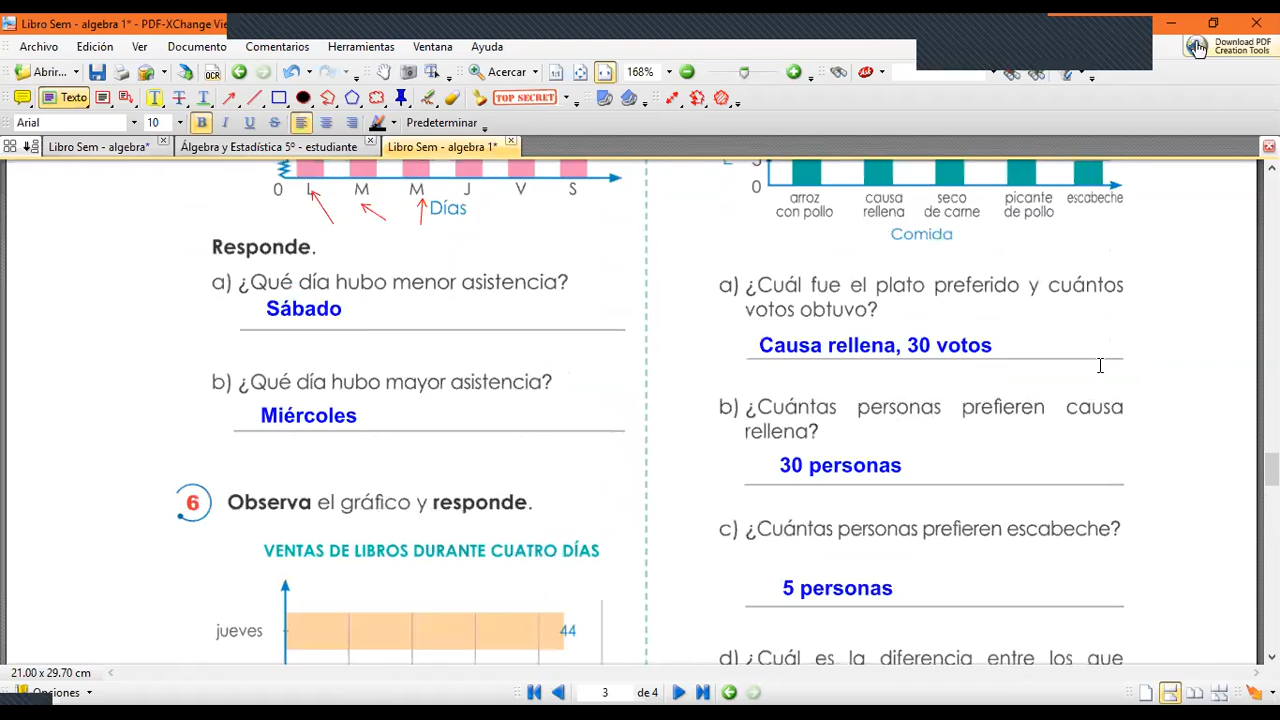 Libro Sem - algebra 1* - PDF-XChange Vie
Archivo Edición Ver Documento Comentarios Herramientas Ventana Ayuda
Download PDF
Creation Tools
Abrir... OCR Acercar 1:1 168%
Texto T T T TOP SECRET
Arial 10 B I U S Predeterminar
Libro Sem - algebra* Álgebra y Estadística 5º - estudiante Libro Sem - algebra 1*
0 L M M J V S
Días
Responde.
a) ¿Qué día hubo menor asistencia?
Sábado
b) ¿Qué día hubo mayor asistencia?
Miércoles
6 Observa el gráfico y responde.
VENTAS DE LIBROS DURANTE CUATRO DÍAS
jueves 44
5
0
arroz con pollo
causa rellena
seco de carne
picante de pollo
escabeche
Comida
a) ¿Cuál fue el plato preferido y cuántos
votos obtuvo?
Causa rellena, 30 votos
b) ¿Cuántas personas prefieren causa
rellena?
30 personas
c) ¿Cuántas personas prefieren escabeche?
5 personas
d) ¿Cuál es la diferencia entre los que
21.00 x 29.70 cm
Opciones 3 de 4